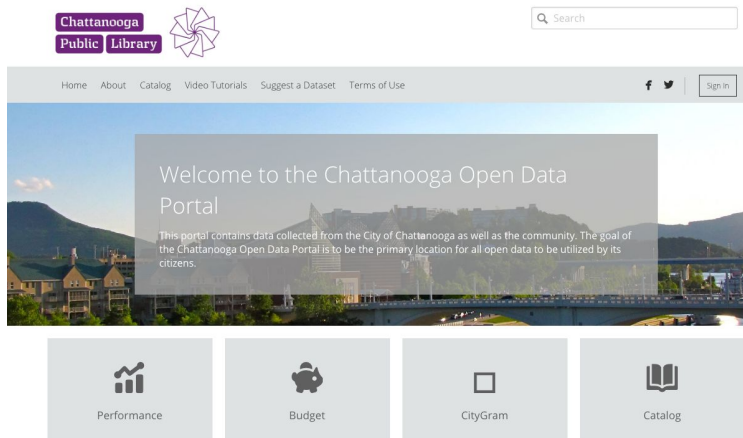 Chattanooga
Public Library
Search
Home About Catalog Video Tutorials Suggest a Dataset Terms of Use
Sign In
Welcome to the Chattanooga Open Data
Portal
This portal contains data collected from the City of Chattanooga as well as the community. The goal of
the Chattanooga Open Data Portal is to be the primary location for all open data to be utilized by its
citizens.
Performance Budget CityGram Catalog